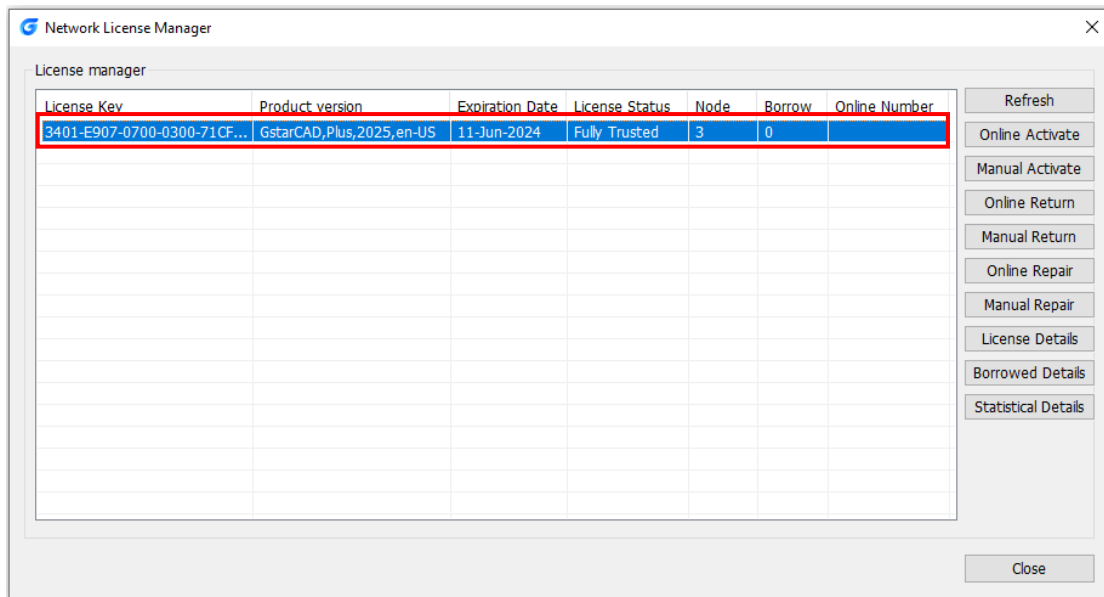 Network License Manager
License manager
License Key Product version Expiration Date License Status Node Borrow Online Number
3401-E907-0700-0300-71CF... GstarCAD,Plus,2025,en-US 11-Jun-2024 Fully Trusted 3 0
Refresh
Online Activate
Manual Activate
Online Return
Manual Return
Online Repair
Manual Repair
License Details
Borrowed Details
Statistical Details
Close